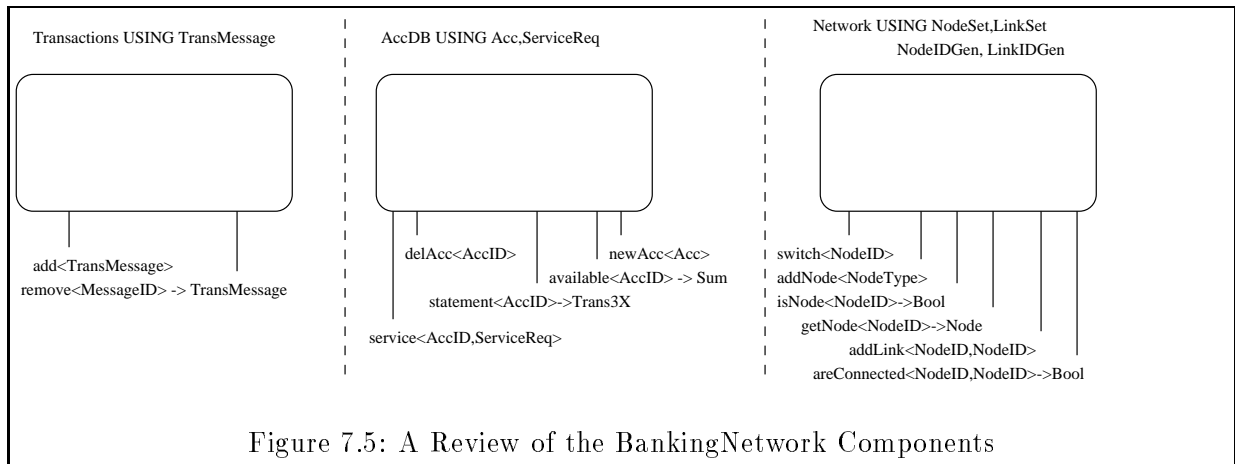 Transactions USING TransMessage
add<TransMessage>
remove<MessageID> -> TransMessage
AccDB USING Acc,ServiceReq
delAcc<AccID>
newAcc<Acc>
available<AccID> -> Sum
statement<AccID>->Trans3X
service<AccID,ServiceReq>
Network USING NodeSet,LinkSet
NodeIDGen, LinkIDGen
switch<NodeID>
addNode<NodeType>
isNode<NodeID>->Bool
getNode<NodeID>->Node
addLink<NodeID,NodeID>
areConnected<NodeID,NodeID>->Bool
Figure 7.5: A Review of the BankingNetwork Components